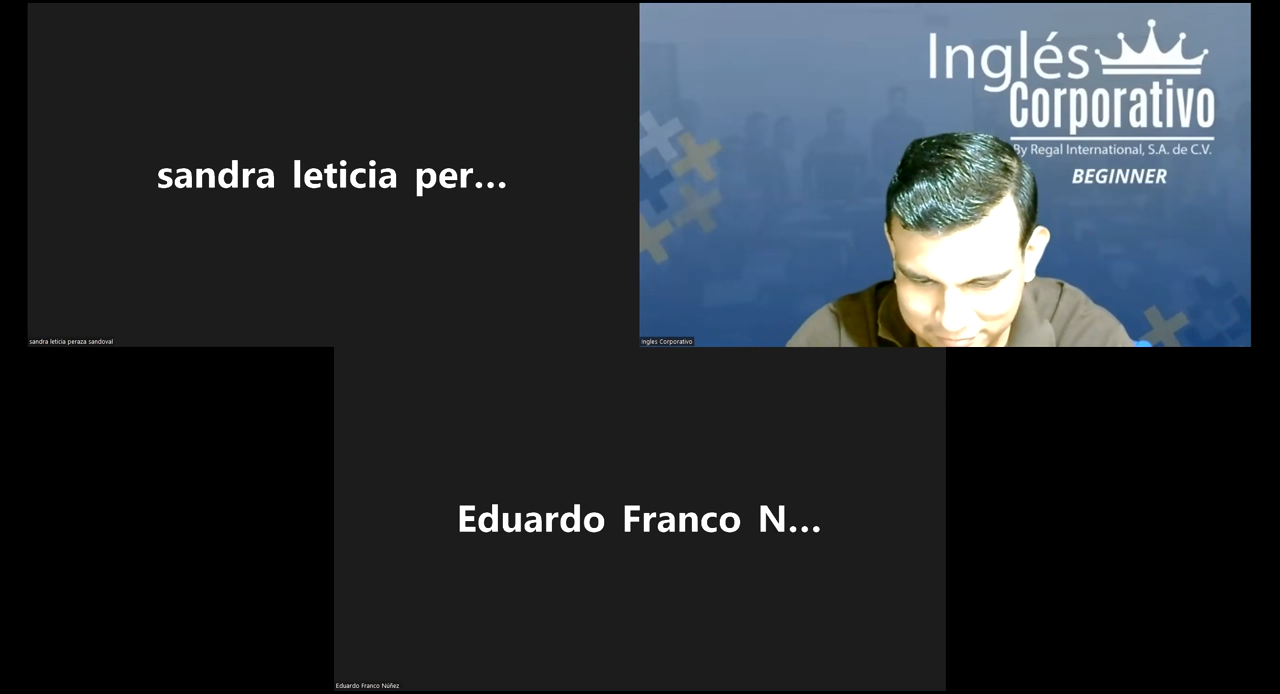 sandra leticia per...
sandra leticia peraza sandoval
Inglés
Corporativo
By Regal International, S.A. de C.V.
BEGINNER
Ingles Corporativo
Eduardo Franco N...
Eduardo Franco Núñez